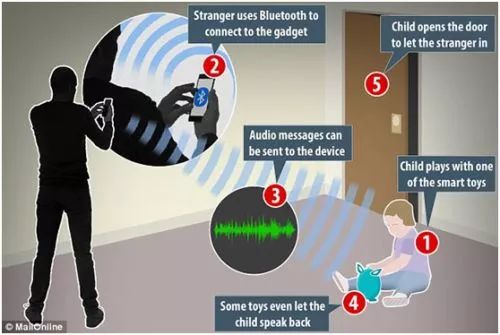 Stranger uses Bluetooth to
connect to the gadget
2
Child opens the door
to let the stranger in
5
Audio messages can
be sent to the device
3
Child plays with one
of the smart toys
1
Some toys even let the
child speak back
4
© MailOnline